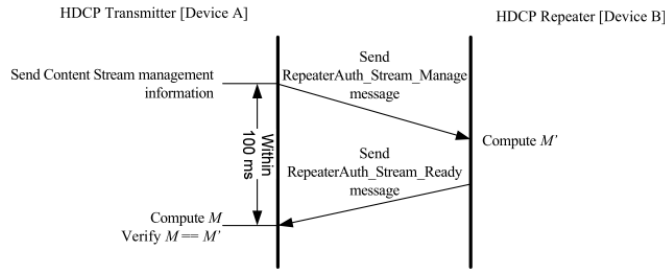 HDCP Transmitter [Device A]
HDCP Repeater [Device B]
Send
RepeaterAuth_Stream_Manage
message
Send Content Stream management
information
Within
100 ms
Compute M'
Send
RepeaterAuth_Stream_Ready
message
Compute M
Verify M == M'